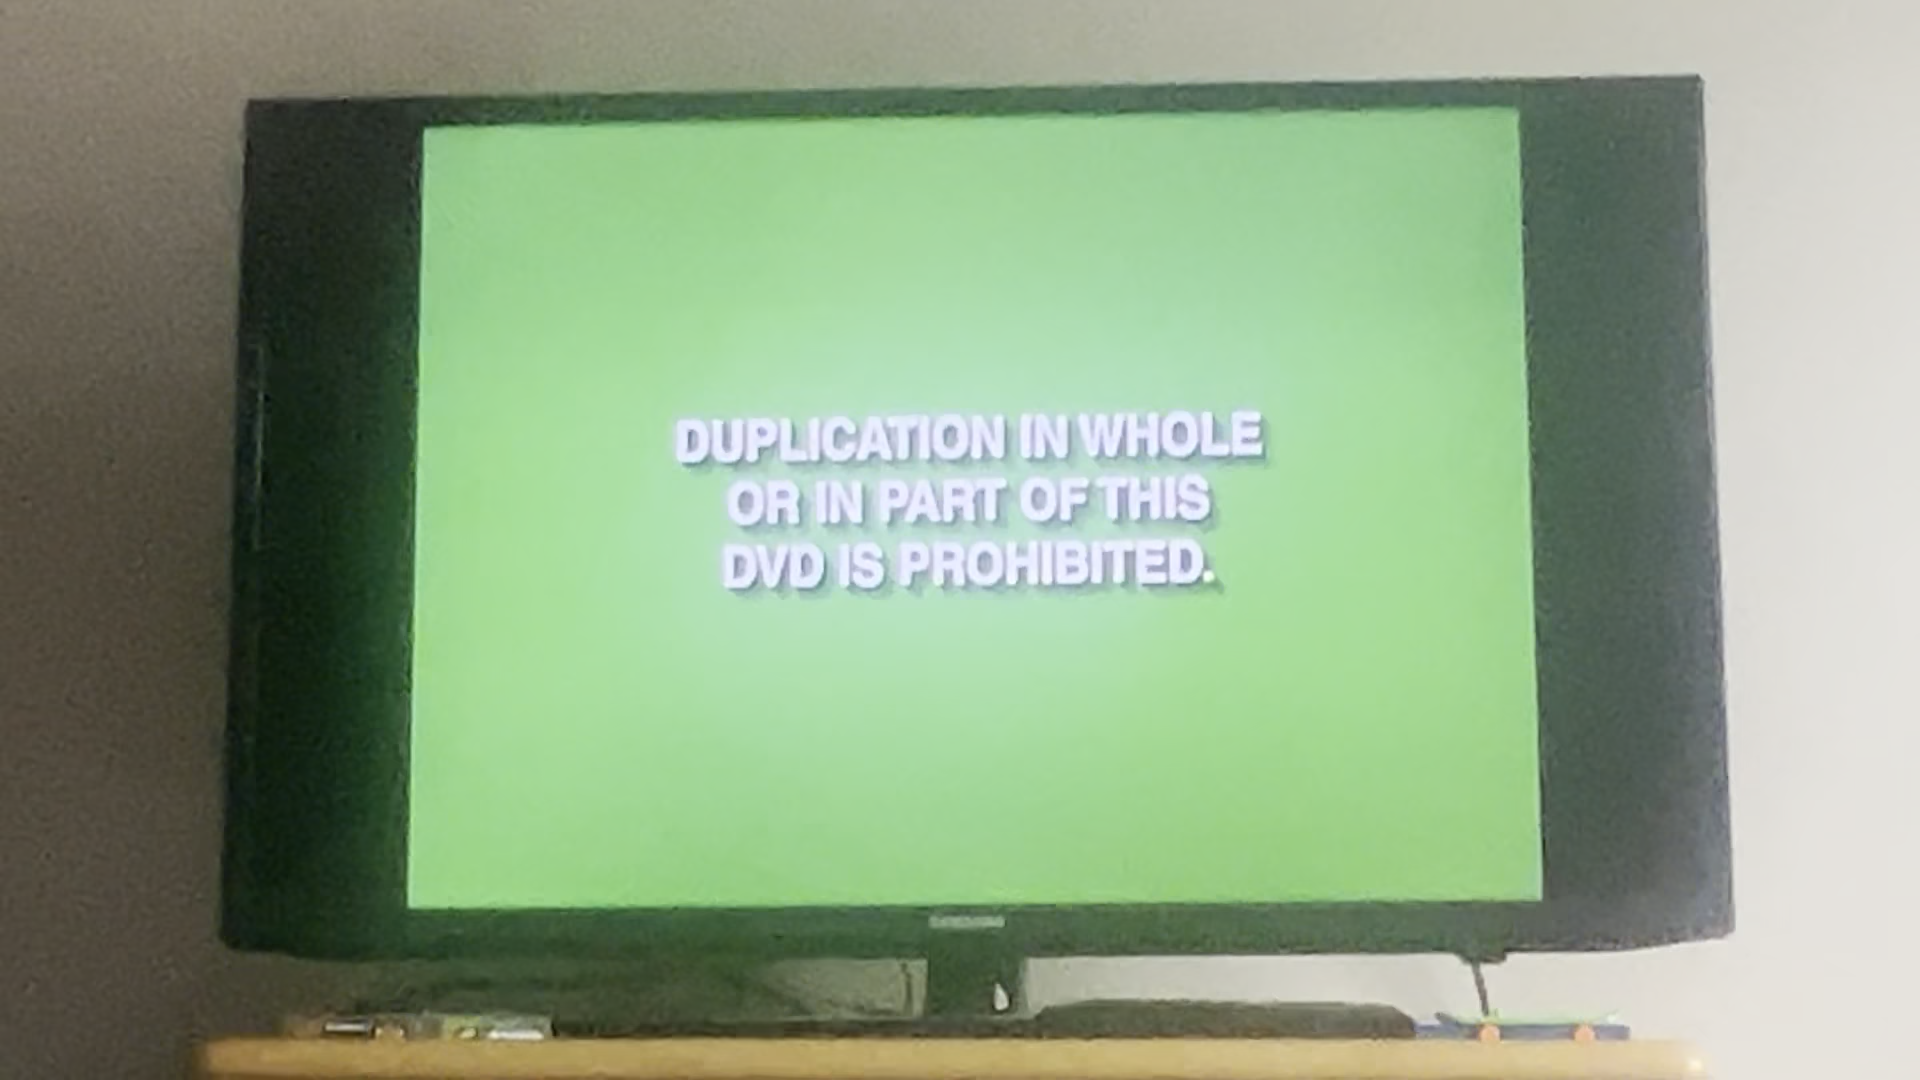 DUPLICATION IN WHOLE
OR IN PART OF THIS
DVD IS PROHIBITED.